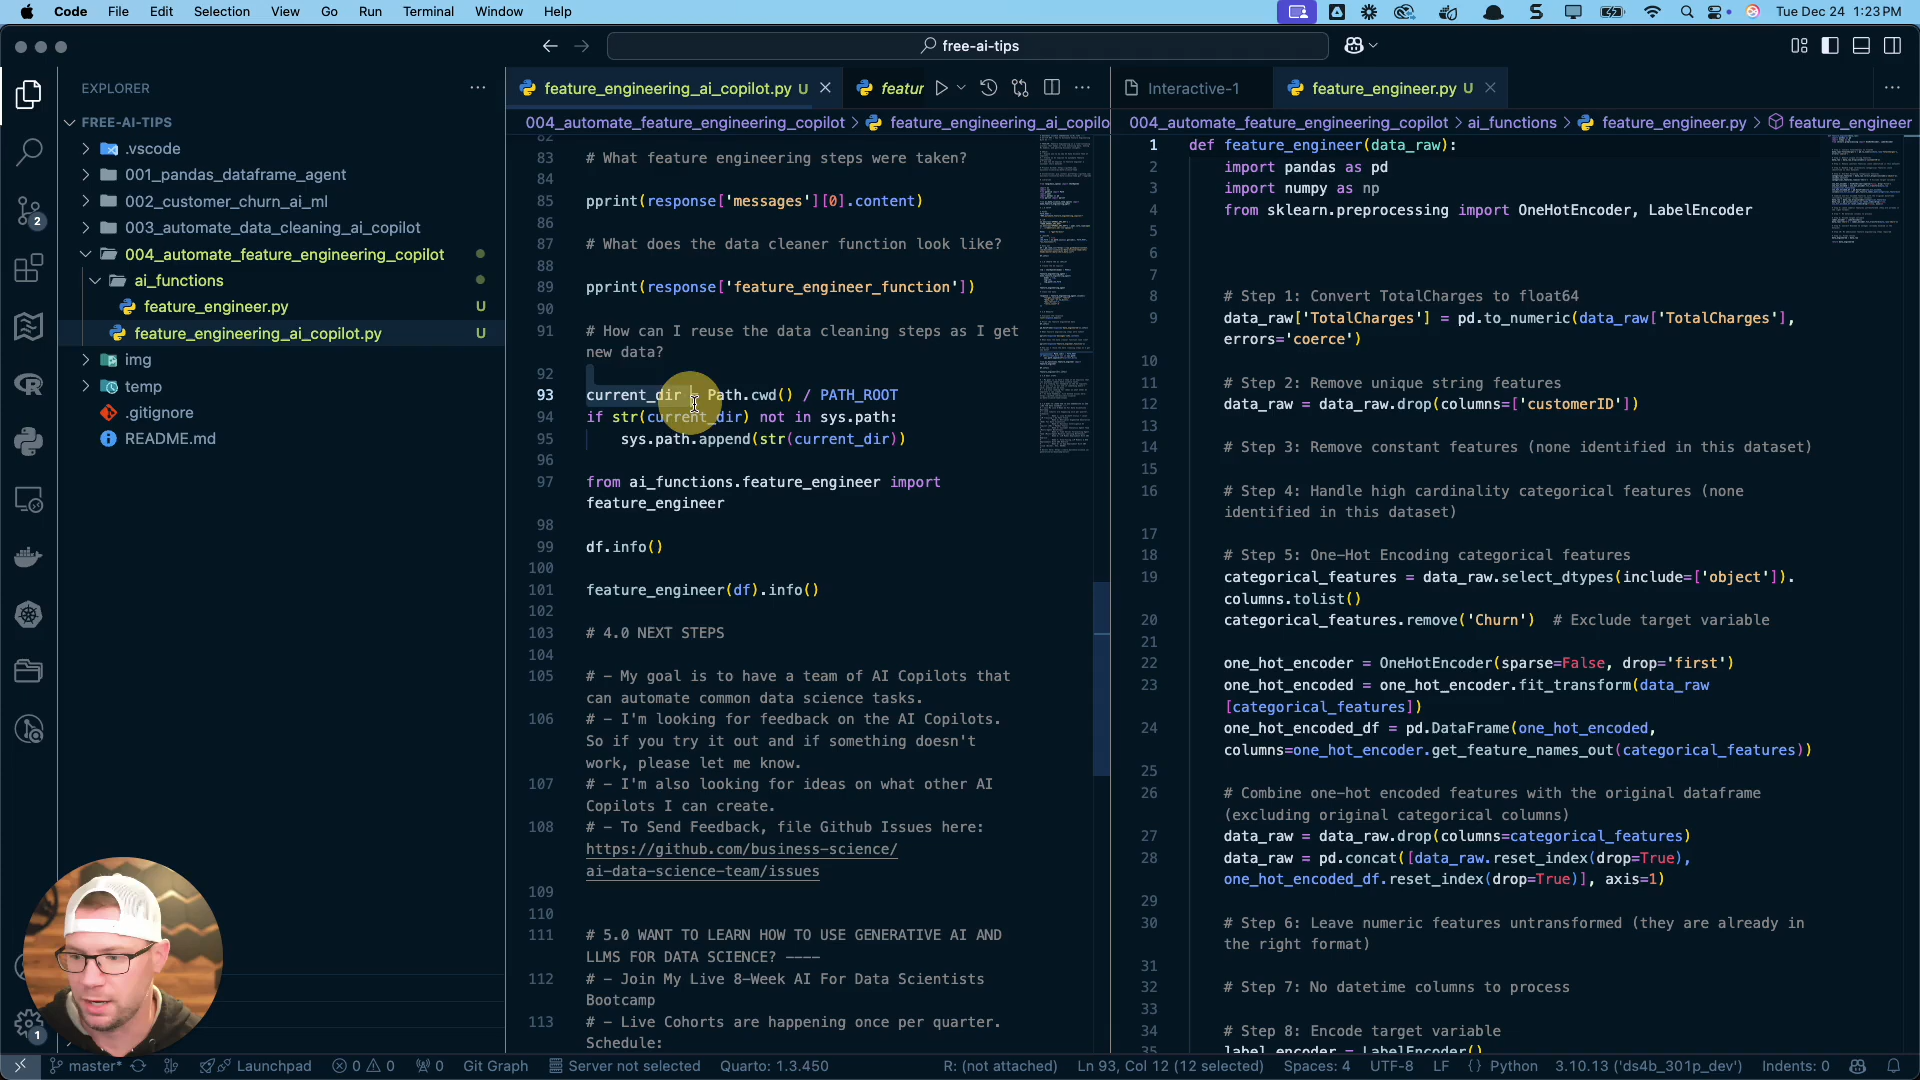 Code File Edit Selection View Go Run Terminal Window Help
Tue Dec 24 1:23 PM
free-ai-tips
EXPLORER
FREE-AI-TIPS
.vscode
001_pandas_dataframe_agent
002_customer_churn_ai_ml
003_automate_data_cleaning_ai_copilot
004_automate_feature_engineering_copilot
ai_functions
feature_engineer.py U
feature_engineering_ai_copilot.py U
img
temp
.gitignore
README.md
2
1
feature_engineering_ai_copilot.py U
featur
004_automate_feature_engineering_copilot > feature_engineering_ai_copilo
82
83 # What feature engineering steps were taken?
84
85 pprint(response['messages'][0].content)
86
87 # What does the data cleaner function look like?
88
89 pprint(response['feature_engineer_function'])
90
91 # How can I reuse the data cleaning steps as I get
new data?
92
93 current_dir = Path.cwd() / PATH_ROOT
94 if str(current_dir) not in sys.path:
95 sys.path.append(str(current_dir))
96
97 from ai_functions.feature_engineer import
feature_engineer
98
99 df.info()
100
101 feature_engineer(df).info()
102
103 # 4.0 NEXT STEPS
104
105 # - My goal is to have a team of AI Copilots that
can automate common data science tasks.
106 # - I'm looking for feedback on the AI Copilots.
So if you try it out and if something doesn't
work, please let me know.
107 # - I'm also looking for ideas on what other AI
Copilots I can create.
108 # - To Send Feedback, file Github Issues here:
https://github.com/business-science/
ai-data-science-team/issues
109
110
111 # 5.0 WANT TO LEARN HOW TO USE GENERATIVE AI AND
LLMS FOR DATA SCIENCE? ----
112 # - Join My Live 8-Week AI For Data Scientists
Bootcamp
113 # - Live Cohorts are happening once per quarter.
Schedule:
Interactive-1
feature_engineer.py U
004_automate_feature_engineering_copilot > ai_functions > feature_engineer.py > feature_engineer
1 def feature_engineer(data_raw):
2 import pandas as pd
3 import numpy as np
4 from sklearn.preprocessing import OneHotEncoder, LabelEncoder
5
6
7
8 # Step 1: Convert TotalCharges to float64
9 data_raw['TotalCharges'] = pd.to_numeric(data_raw['TotalCharges'],
errors='coerce')
10
11 # Step 2: Remove unique string features
12 data_raw = data_raw.drop(columns=['customerID'])
13
14 # Step 3: Remove constant features (none identified in this dataset)
15
16 # Step 4: Handle high cardinality categorical features (none
identified in this dataset)
17
18 # Step 5: One-Hot Encoding categorical features
19 categorical_features = data_raw.select_dtypes(include=['object']).
columns.tolist()
20 categorical_features.remove('Churn') # Exclude target variable
21
22 one_hot_encoder = OneHotEncoder(sparse=False, drop='first')
23 one_hot_encoded = one_hot_encoder.fit_transform(data_raw
[categorical_features])
24 one_hot_encoded_df = pd.DataFrame(one_hot_encoded,
columns=one_hot_encoder.get_feature_names_out(categorical_features))
25
26 # Combine one-hot encoded features with the original dataframe
(excluding original categorical columns)
27 data_raw = data_raw.drop(columns=categorical_features)
28 data_raw = pd.concat([data_raw.reset_index(drop=True),
one_hot_encoded_df.reset_index(drop=True)], axis=1)
29
30 # Step 6: Leave numeric features untransformed (they are already in
the right format)
31
32 # Step 7: No datetime columns to process
33
34 # Step 8: Encode target variable
35 label_encoder = LabelEncoder()
master* Launchpad 0 0 0 Git Graph Server not selected Quarto: 1.3.450 R: (not attached) Ln 93, Col 12 (12 selected) Spaces: 4 UTF-8 LF {} Python 3.10.13 ('ds4b_301p_dev') Indents: 0